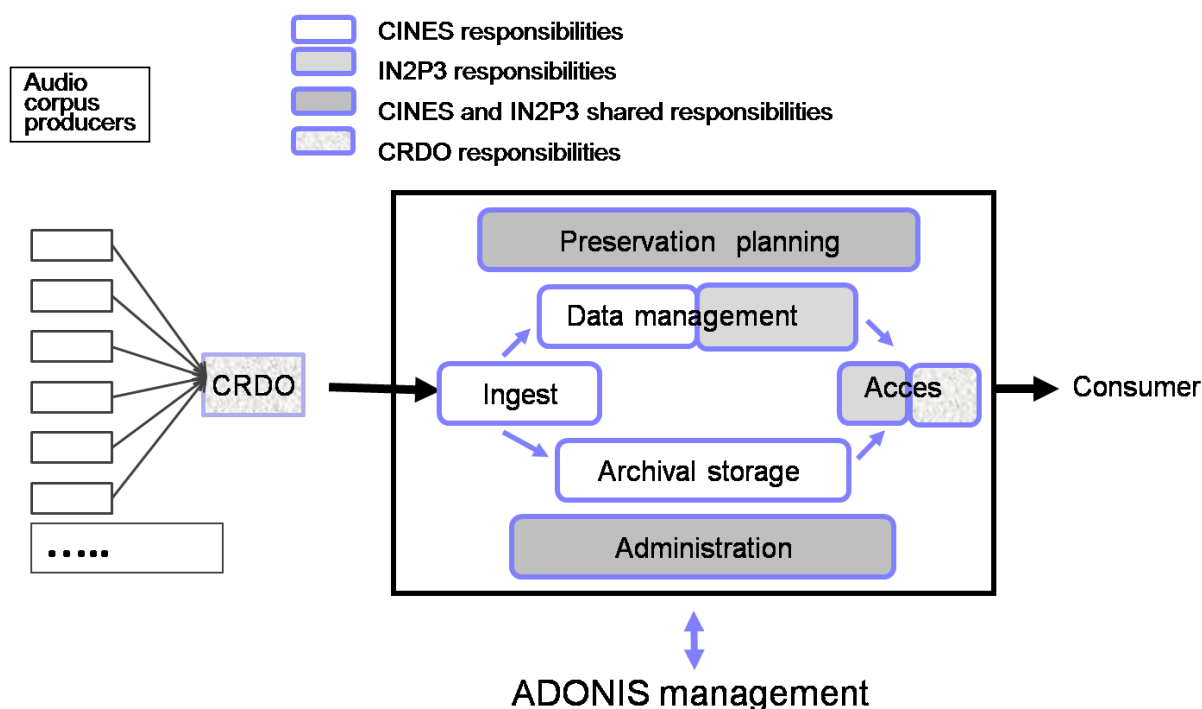 CINES responsibilities
IN2P3 responsibilities
CINES and IN2P3 shared responsibilities
CRDO responsibilities
Audio
corpus
producers
Preservation planning
Data management
CRDO
Ingest
Acces
Consumer
Archival storage
.....
Administration
ADONIS management